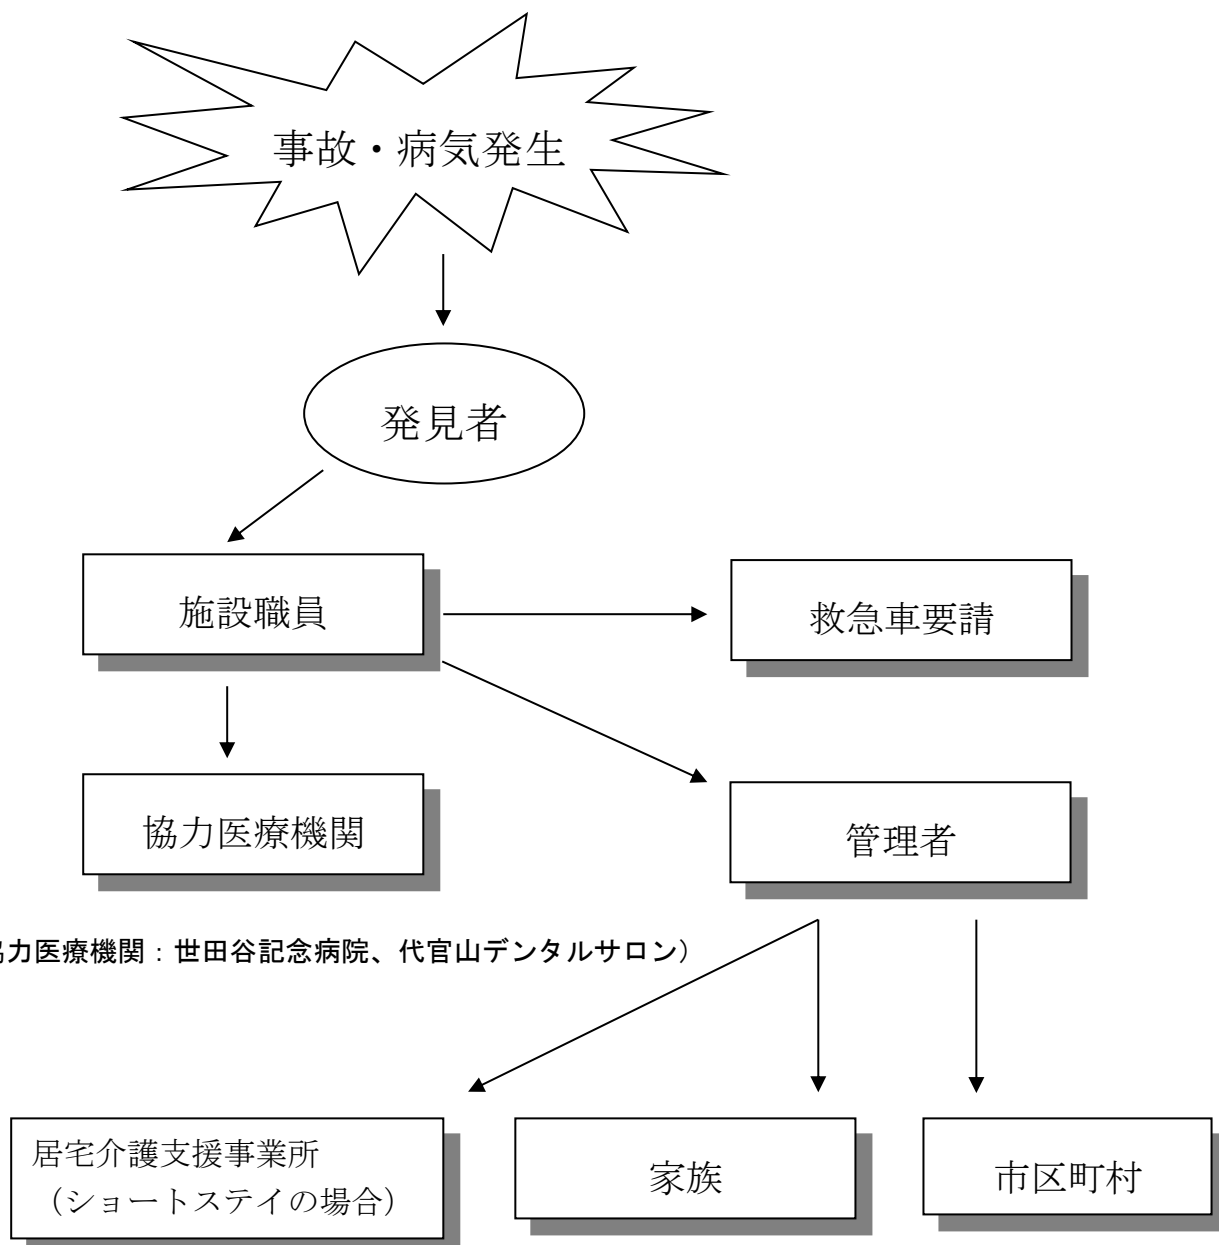 事故・病気発生
発見者
施設職員
救急車要請
協力医療機関
管理者
力医療機関：世田谷記念病院、代官山デンタルサロン）
居宅介護支援事業所
（ショートステイの場合）
家族
市区町村